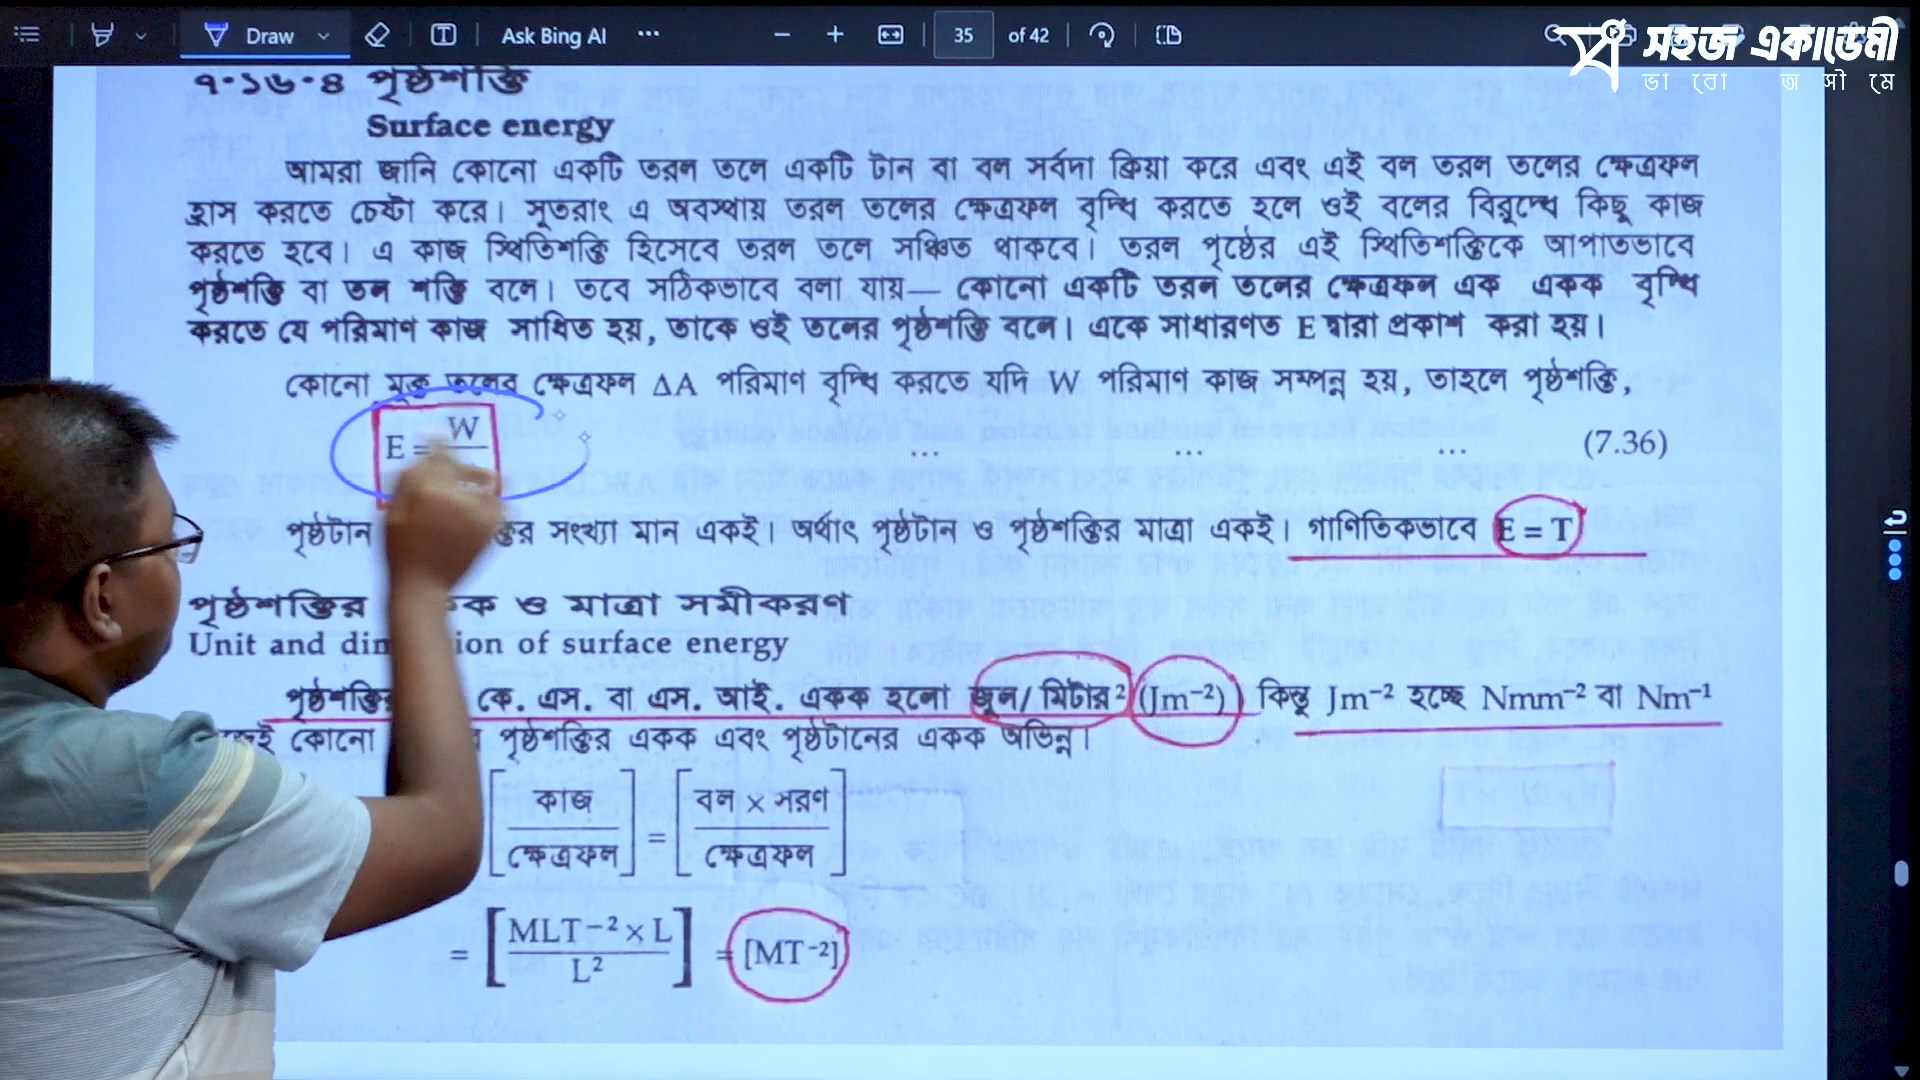 Draw
Ask Bing AI
35 of 42
সহজ একাডেমী
ভাবো অসীমে
৭.১৬.৪ পৃষ্ঠশক্তি
Surface energy
আমরা জানি কোনো একটি তরল তলে একটি টান বা বল সর্বদা ক্রিয়া করে এবং এই বল তরল তলের ক্ষেত্রফল
হ্রাস করতে চেষ্টা করে। সুতরাং এ অবস্থায় তরল তলের ক্ষেত্রফল বৃদ্ধি করতে হলে ওই বলের বিরুদ্ধে কিছু কাজ
করতে হবে। এ কাজ স্থিতিশক্তি হিসেবে তরল তলে সঞ্চিত থাকবে। তরল পৃষ্ঠের এই স্থিতিশক্তিকে আপাতভাবে
পৃষ্ঠশক্তি বা তল শক্তি বলে। তবে সঠিকভাবে বলা যায়— কোনো একটি তরল তলের ক্ষেত্রফল এক একক বৃদ্ধি
করতে যে পরিমাণ কাজ সাধিত হয়, তাকে ওই তলের পৃষ্ঠশক্তি বলে। একে সাধারণত E দ্বারা প্রকাশ করা হয়।
কোনো মুক্ত তলের ক্ষেত্রফল ΔA পরিমাণ বৃদ্ধি করতে যদি W পরিমাণ কাজ সম্পন্ন হয়, তাহলে পৃষ্ঠশক্তি,
E = W ... ... ... (7.36)
পৃষ্ঠটান সংখ্যা মান একই। অর্থাৎ পৃষ্ঠটান ও পৃষ্ঠশক্তির মাত্রা একই। গাণিতিকভাবে E = T
পৃষ্ঠশক্তির ও মাত্রা সমীকরণ
Unit and dimension of surface energy
পৃষ্ঠশক্তির কে. এস. বা এস. আই. একক হলো জুল/ মিটার² (Jm⁻²) । কিন্তু Jm⁻² হচ্ছে Nmm⁻² বা Nm⁻¹
কোনো পৃষ্ঠশক্তির একক এবং পৃষ্ঠটানের একক অভিন্ন।
[কাজ / ক্ষেত্রফল] = [বল × সরণ / ক্ষেত্রফল]
= [MLT⁻² × L / L²] = [MT⁻²]